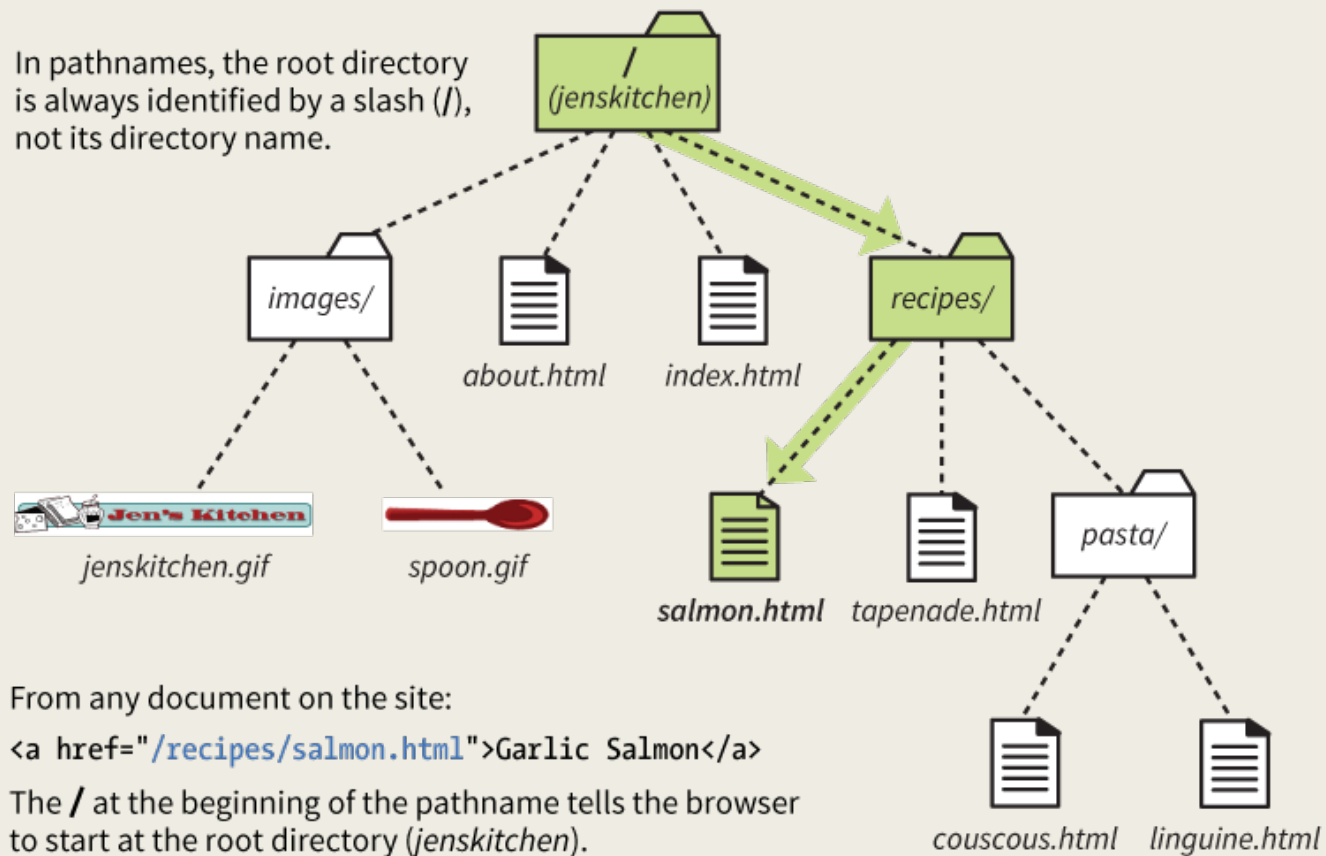 In pathnames, the root directory
is always identified by a slash (/),
not its directory name.
/
(jenskitchen)
images/
about.html
index.html
recipes/
Jen's Kitchen
jenskitchen.gif
spoon.gif
salmon.html
tapenade.html
pasta/
couscous.html
linguine.html
From any document on the site:
<a href="/recipes/salmon.html">Garlic Salmon</a>
The / at the beginning of the pathname tells the browser
to start at the root directory (jenskitchen).